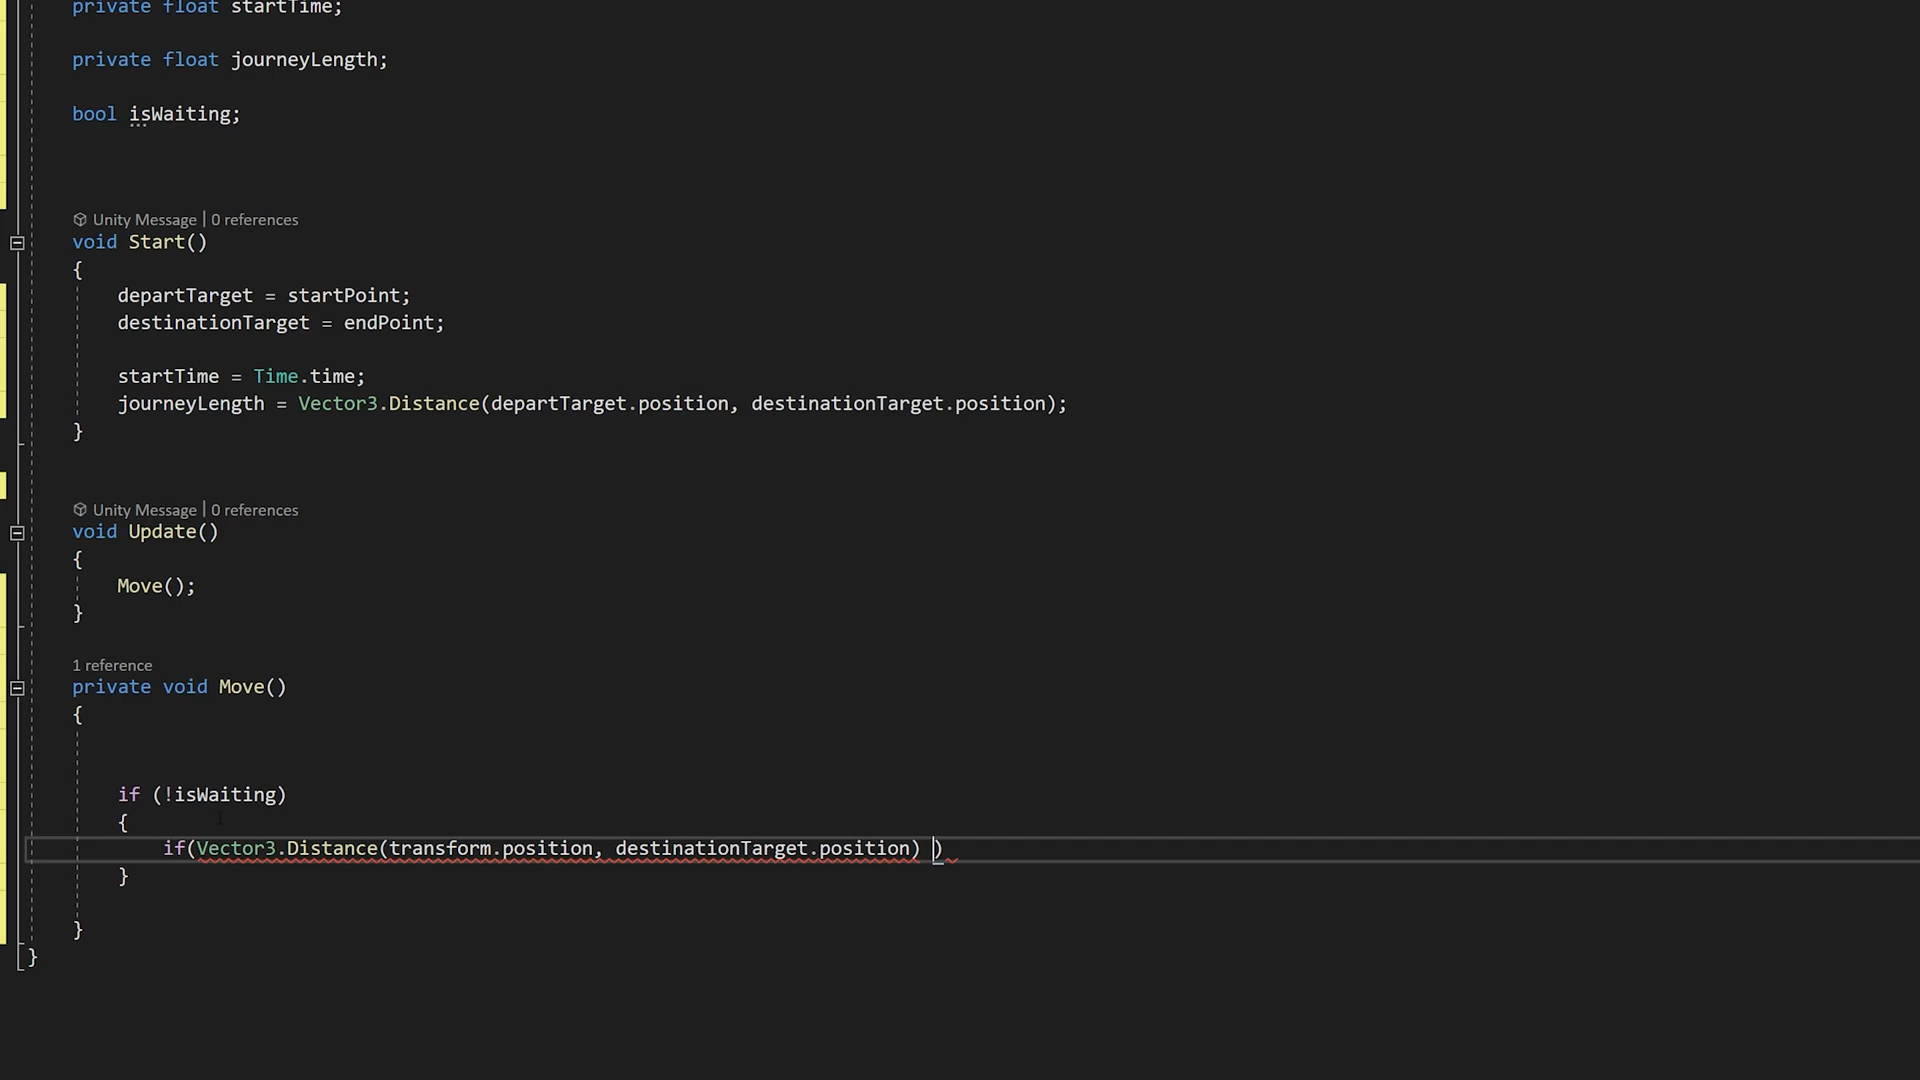 private float startTime;
private float journeyLength;
bool isWaiting;
Unity Message | 0 references
void Start()
{
departTarget = startPoint;
destinationTarget = endPoint;
startTime = Time.time;
journeyLength = Vector3.Distance(departTarget.position, destinationTarget.position);
}
Unity Message | 0 references
void Update()
{
Move();
}
1 reference
private void Move()
{
if (!isWaiting)
{
if(Vector3.Distance(transform.position, destinationTarget.position) )
}
}
}